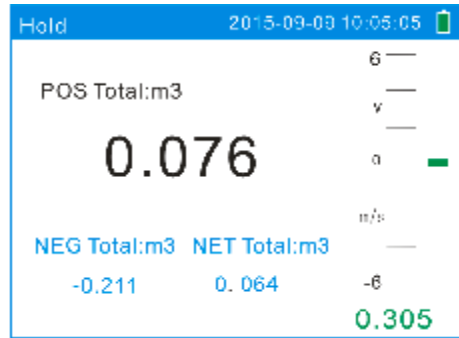 Hold 2015-09-09 10:05:05
6
POS Total:m3
v
0.076
0
m/s
NEG Total:m3 NET Total:m3
-0.211 0.064 -6
0.305